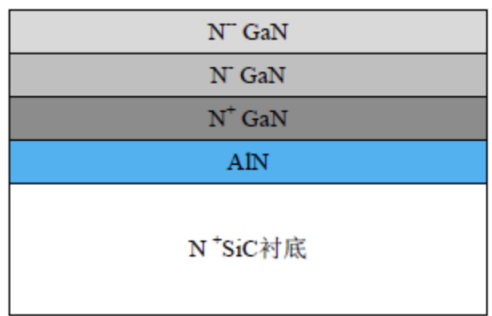 N⁻⁻ GaN
N⁻ GaN
N⁺ GaN
AlN
N ⁺SiC衬底